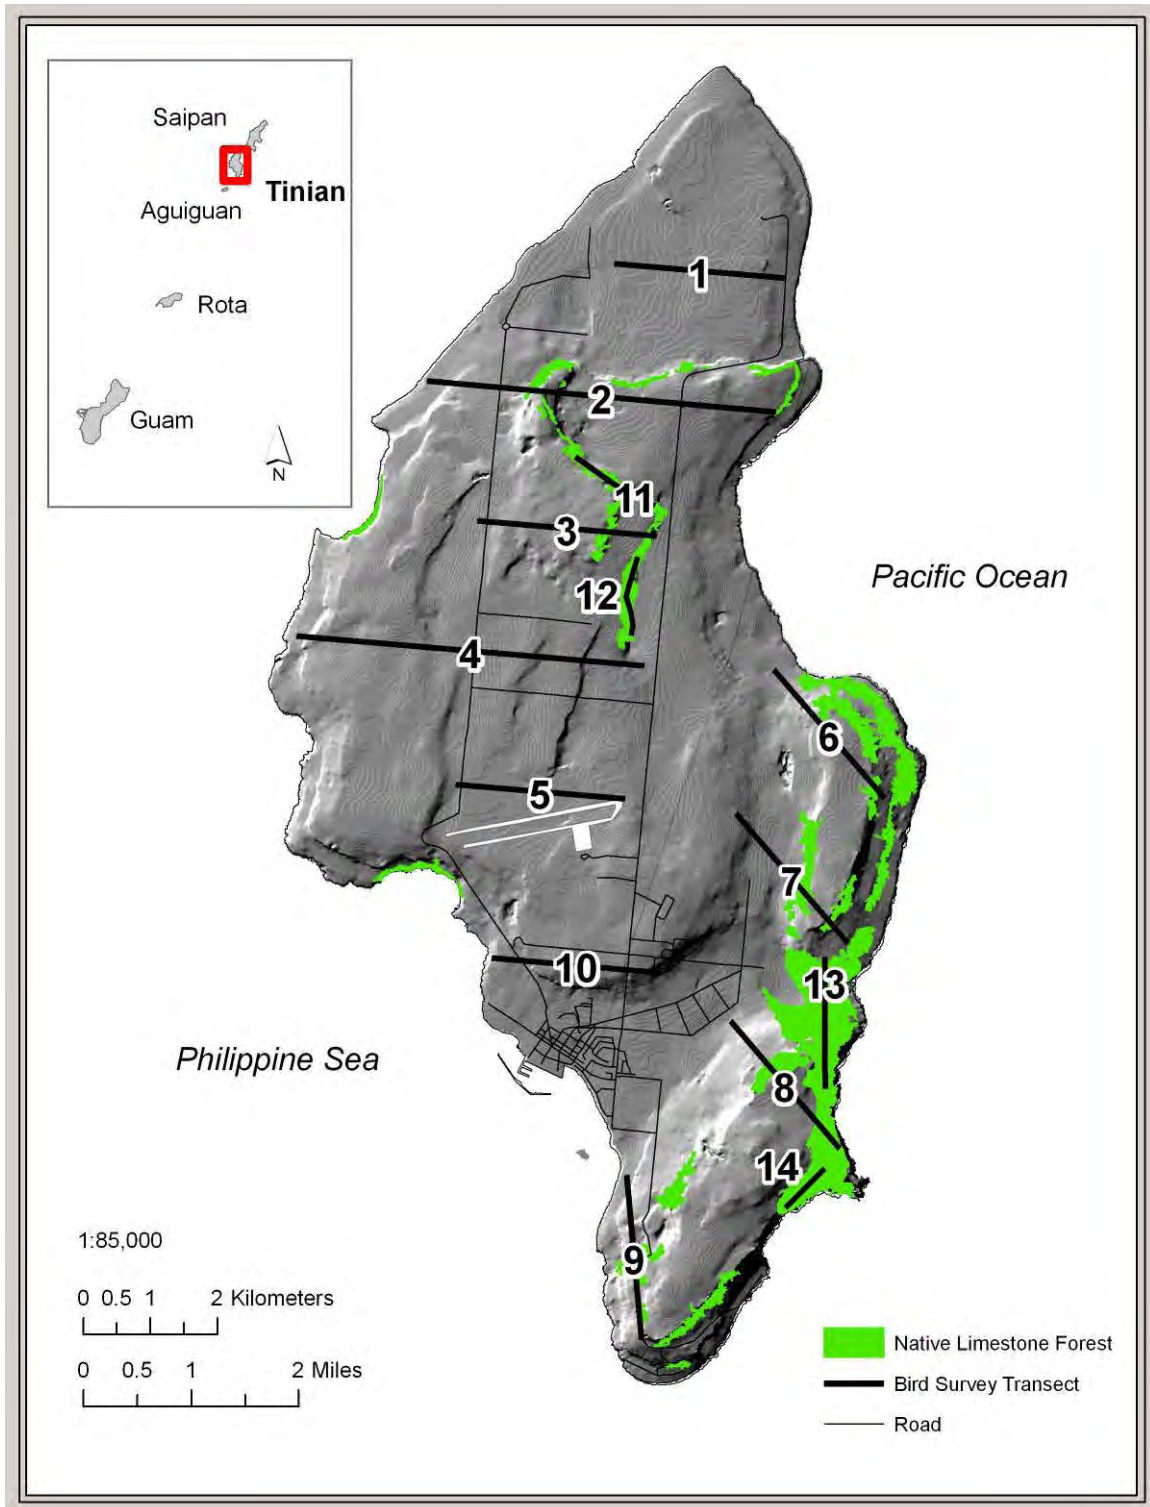 Saipan
Tinian
Aguiguan
Rota
Guam
N
1
2
11
3
12
Pacific Ocean
4
6
5
7
10
13
Philippine Sea
8
14
9
1:85,000
0 0.5 1 2 Kilometers
0 0.5 1 2 Miles
Native Limestone Forest
Bird Survey Transect
Road